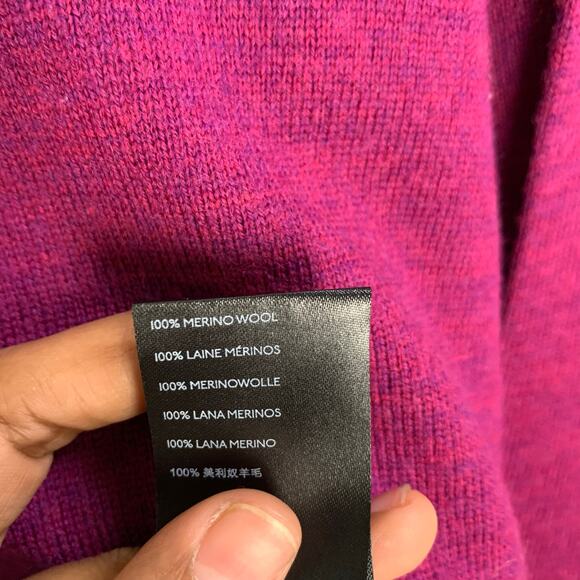 100% MERINO WOOL
100% LAINE MÉRINOS
100% MERINOWOLLE
100% LANA MERINOS
100% LANA MERINO
100% 美利奴羊毛